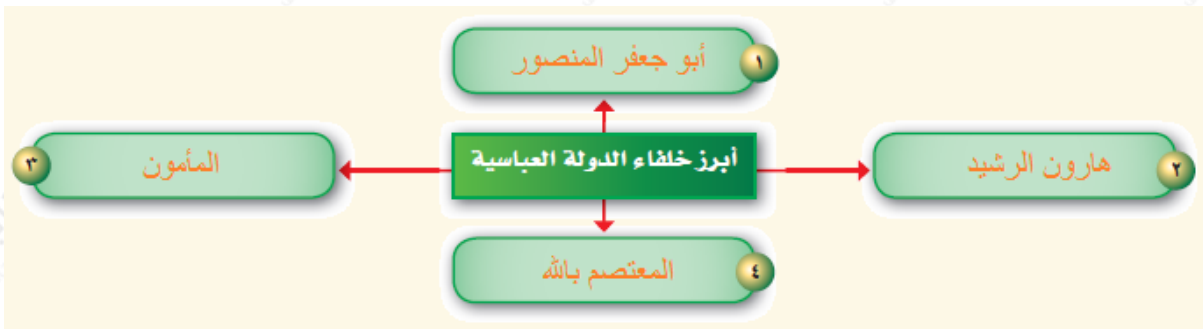 أبو جعفر المنصور ١
أبرز خلفاء الدولة العباسية
هارون الرشيد ٢
المأمون ٣
المعتصم بالله ٤